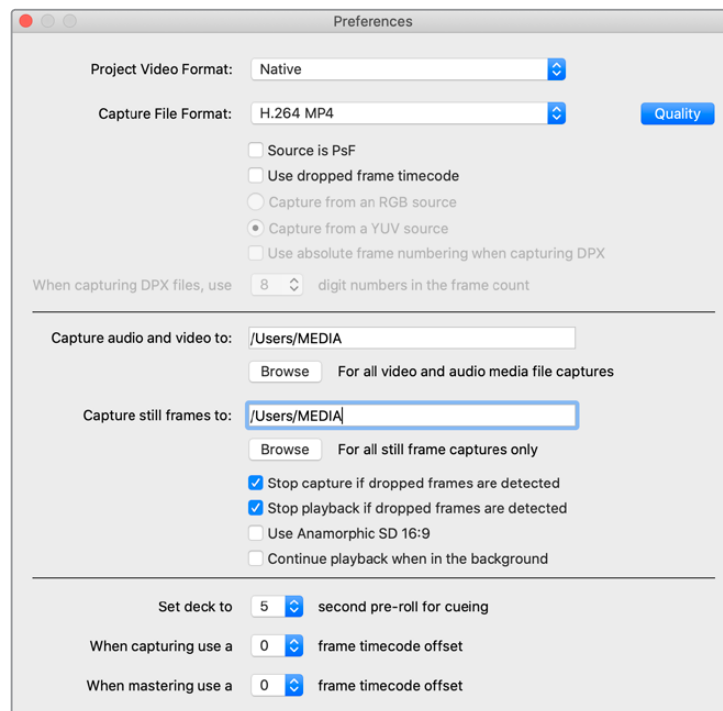 Preferences
Project Video Format: Native
Capture File Format: H.264 MP4 Quality
Source is PsF
Use dropped frame timecode
Capture from an RGB source
Capture from a YUV source
Use absolute frame numbering when capturing DPX
When capturing DPX files, use 8 digit numbers in the frame count
Capture audio and video to: /Users/MEDIA
Browse For all video and audio media file captures
Capture still frames to: /Users/MEDIA
Browse For all still frame captures only
Stop capture if dropped frames are detected
Stop playback if dropped frames are detected
Use Anamorphic SD 16:9
Continue playback when in the background
Set deck to 5 second pre-roll for cueing
When capturing use a 0 frame timecode offset
When mastering use a 0 frame timecode offset